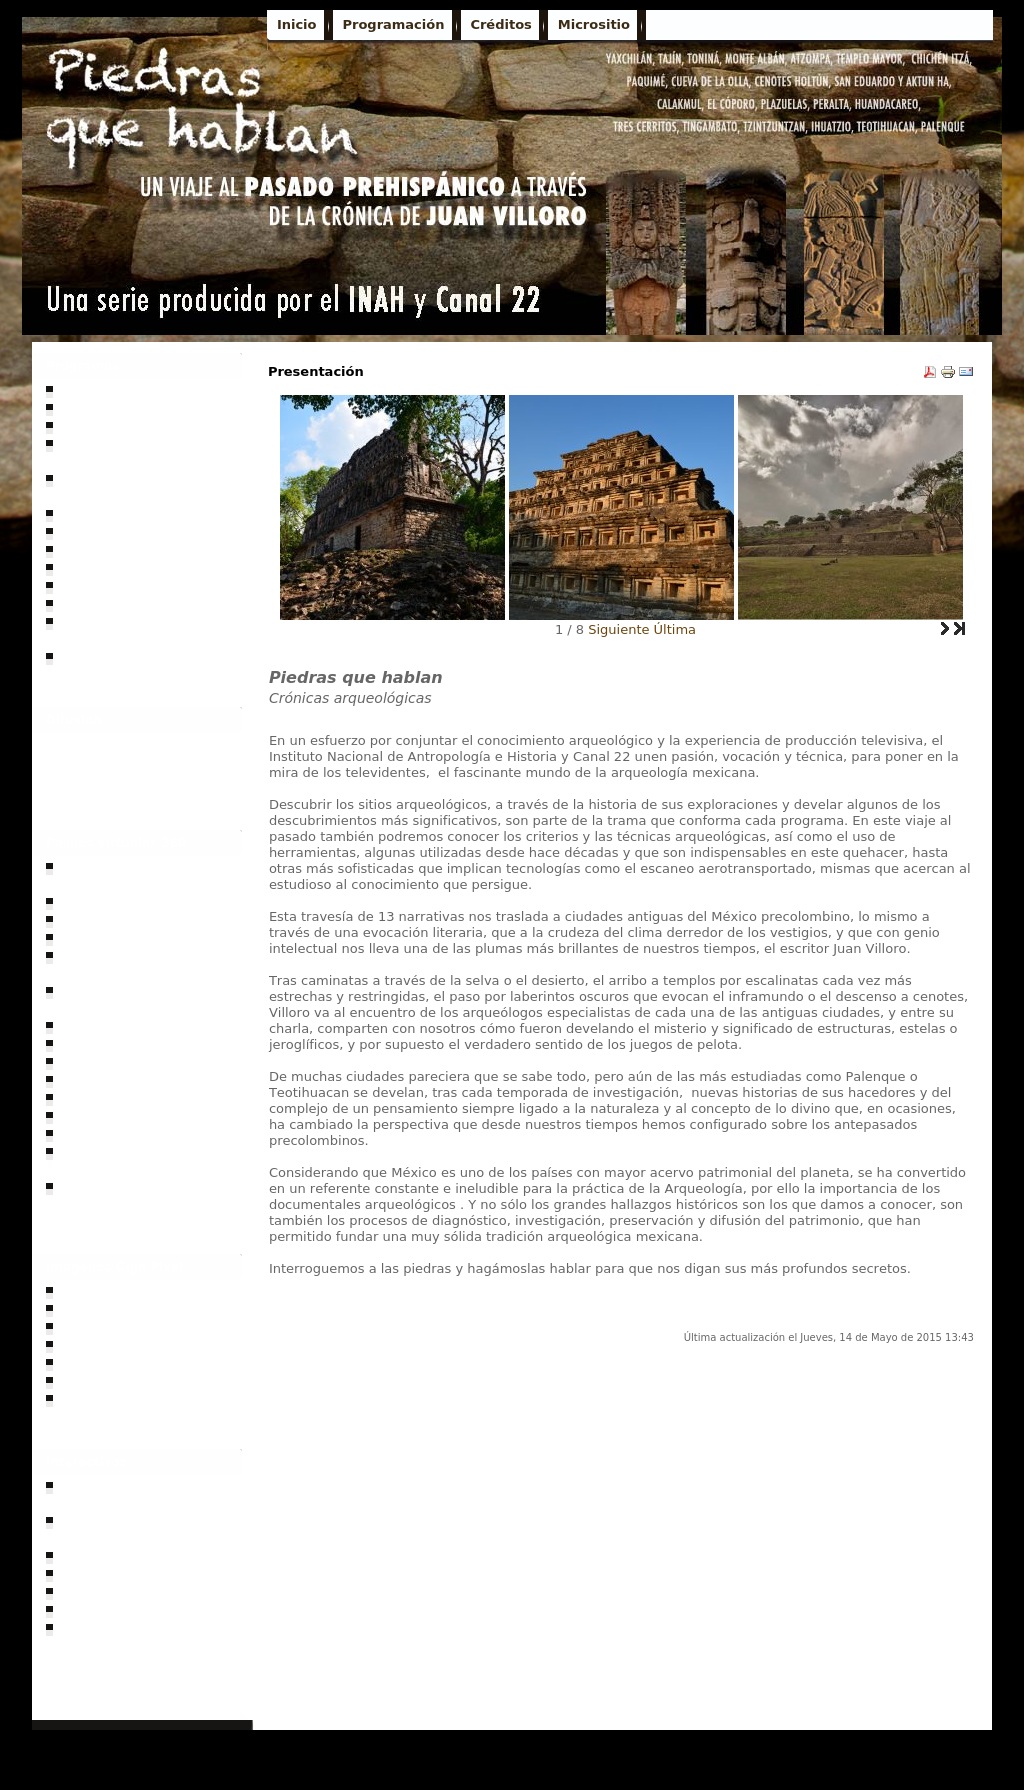 Inicio Programación Créditos Micrositio
Piedras
que hablan
UN VIAJE AL PASADO PREHISPÁNICO A TRAVÉS
DE LA CRÓNICA DE JUAN VILLORO
Una serie producida por el INAH y Canal 22
YAXCHILÁN, TAJÍN, TONINÁ, MONTE ALBÁN, ATZOMPA, TEMPLO MAYOR, CHICHÉN ITZÁ,
PAQUIMÉ, CUEVA DE LA OLLA, CENOTES HOLTÚN, SAN EDUARDO Y AKTUN HA,
CALAKMUL, EL CÓPORO, PLAZUELAS, PERALTA, HUANDACAREO,
TRES CERRITOS, TINGAMBATO, TZINTZUNTZAN, IHUATZIO, TEOTIHUACAN, PALENQUE
Presentación
1 / 8 Siguiente Última
Piedras que hablan
Crónicas arqueológicas
En un esfuerzo por conjuntar el conocimiento arqueológico y la experiencia de producción televisiva, el
Instituto Nacional de Antropología e Historia y Canal 22 unen pasión, vocación y técnica, para poner en la
mira de los televidentes,  el fascinante mundo de la arqueología mexicana.
Descubrir los sitios arqueológicos, a través de la historia de sus exploraciones y develar algunos de los
descubrimientos más significativos, son parte de la trama que conforma cada programa. En este viaje al
pasado también podremos conocer los criterios y las técnicas arqueológicas, así como el uso de
herramientas, algunas utilizadas desde hace décadas y que son indispensables en este quehacer, hasta
otras más sofisticadas que implican tecnologías como el escaneo aerotransportado, mismas que acercan al
estudioso al conocimiento que persigue.
Esta travesía de 13 narrativas nos traslada a ciudades antiguas del México precolombino, lo mismo a
través de una evocación literaria, que a la crudeza del clima derredor de los vestigios, y que con genio
intelectual nos lleva una de las plumas más brillantes de nuestros tiempos, el escritor Juan Villoro.
Tras caminatas a través de la selva o el desierto, el arribo a templos por escalinatas cada vez más
estrechas y restringidas, el paso por laberintos oscuros que evocan el inframundo o el descenso a cenotes,
Villoro va al encuentro de los arqueólogos especialistas de cada una de las antiguas ciudades, y entre su
charla, comparten con nosotros cómo fueron develando el misterio y significado de estructuras, estelas o
jeroglíficos, y por supuesto el verdadero sentido de los juegos de pelota.
De muchas ciudades pareciera que se sabe todo, pero aún de las más estudiadas como Palenque o
Teotihuacan se develan, tras cada temporada de investigación,  nuevas historias de sus hacedores y del
complejo de un pensamiento siempre ligado a la naturaleza y al concepto de lo divino que, en ocasiones,
ha cambiado la perspectiva que desde nuestros tiempos hemos configurado sobre los antepasados
precolombinos.
Considerando que México es uno de los países con mayor acervo patrimonial del planeta, se ha convertido
en un referente constante e ineludible para la práctica de la Arqueología, por ello la importancia de los
documentales arqueológicos . Y no sólo los grandes hallazgos históricos son los que damos a conocer, son
también los procesos de diagnóstico, investigación, preservación y difusión del patrimonio, que han
permitido fundar una muy sólida tradición arqueológica mexicana.
Interroguemos a las piedras y hagámoslas hablar para que nos digan sus más profundos secretos.
Última actualización el Jueves, 14 de Mayo de 2015 13:43